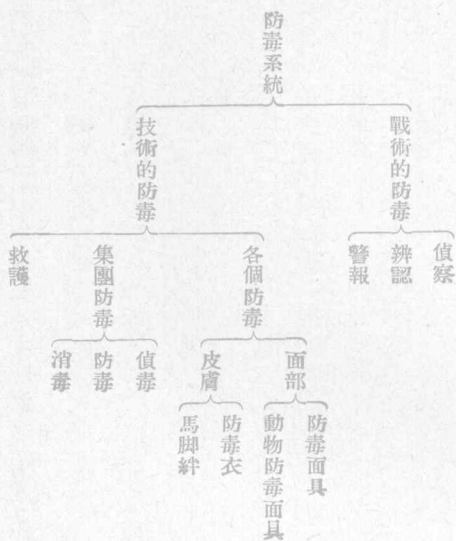 防毒系統
戰術的防毒
偵察
辨認
警報
技術的防毒
各個防毒
面部
防毒面具
動物防毒面具
皮膚
防毒衣
馬脚絆
集團防毒
偵毒
防毒
消毒
救護